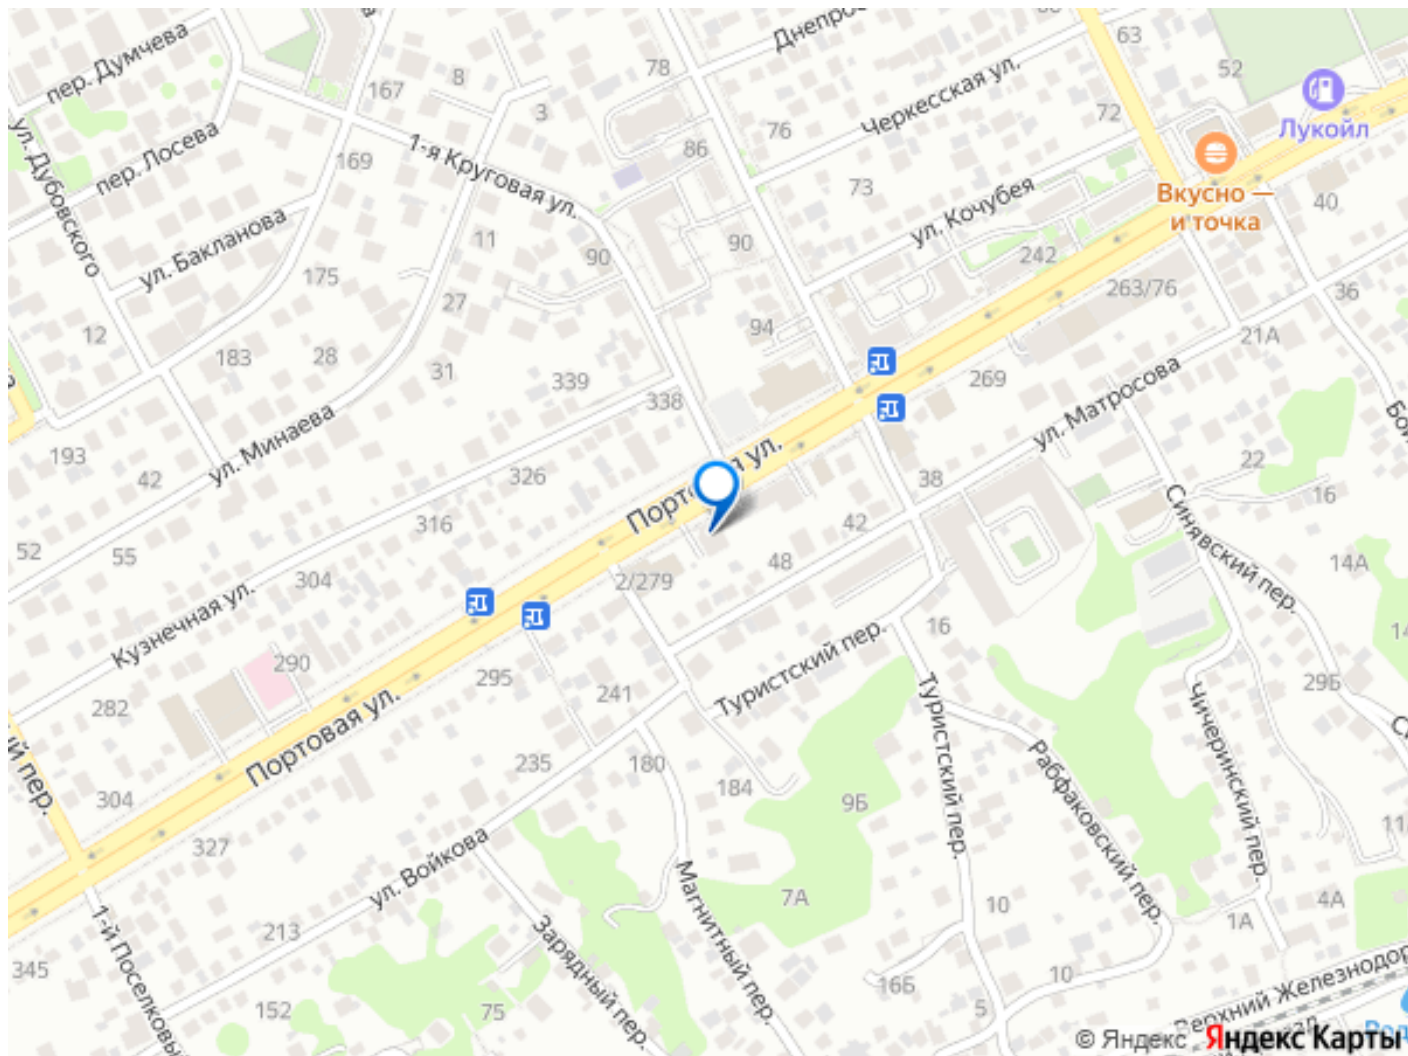 Днепров
63
пер. Думчева
78
8
167
52
3
72
Лукойл
Черкесская ул.
76
ул. Дубовского
пер. Лосева
1-я Круговая ул.
86
169
73
Вкусно —
и точка
ул. Кочубея
40
ул. Бакланова
11
90
90
242
175
263/76
36
27
12
94
21А
183
28
31
339
269
338
ул. Матросова
193
ул. Минаева
42
326
Портовая ул.
38
22
16
316
42
Синявский пер.
52
55
304
48
14А
2/279
Кузнечная ул.
16
290
Туристский пер.
295
241
29Б
282
Портовая ул.
ий пер.
Туристский пер.
Чичеринский пер.
235
180
184
Рабфаковский пер.
304
9Б
327
ул. Войкова
Магнитный пер.
7А
10
4А
1А
1-й Поселковый
213
Зарядный пер.
345
16Б
10
152
75
5
Верхний Железнодор
© Яндекс Яндекс Карты